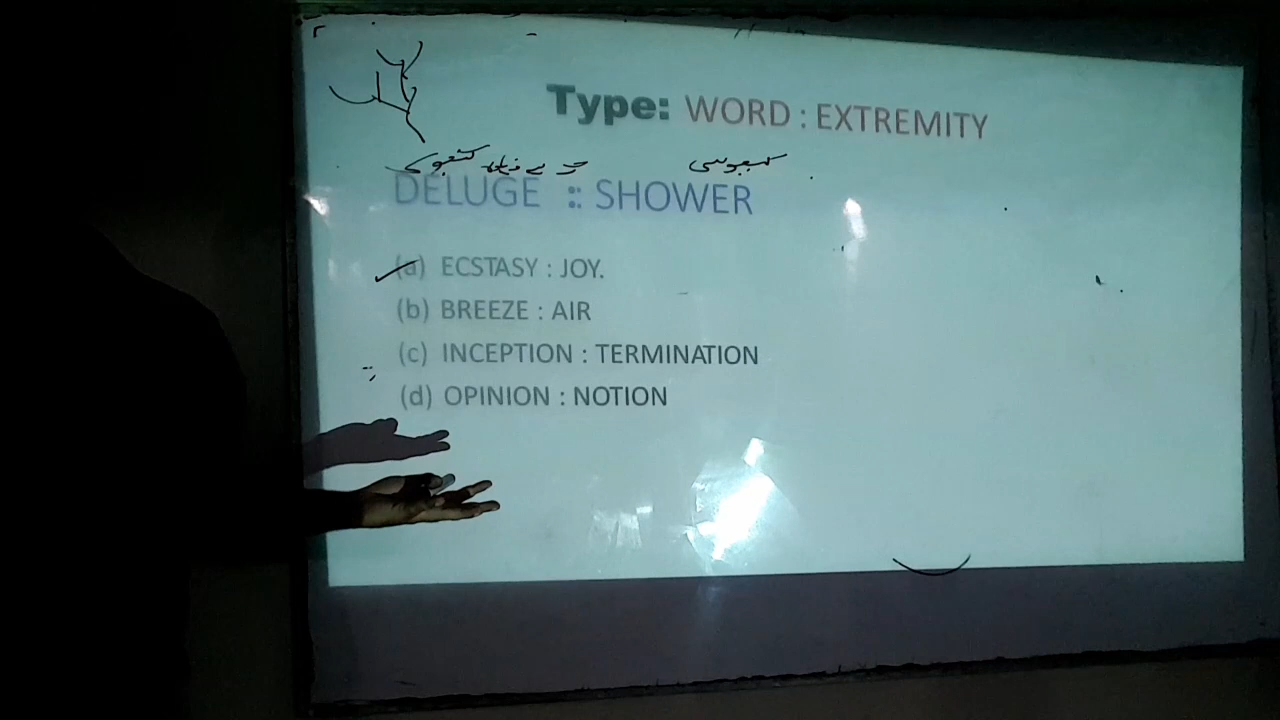 Type: WORD : EXTREMITY
DELUGE :: SHOWER
(a) ECSTASY : JOY.
(b) BREEZE : AIR
(c) INCEPTION : TERMINATION
(d) OPINION : NOTION